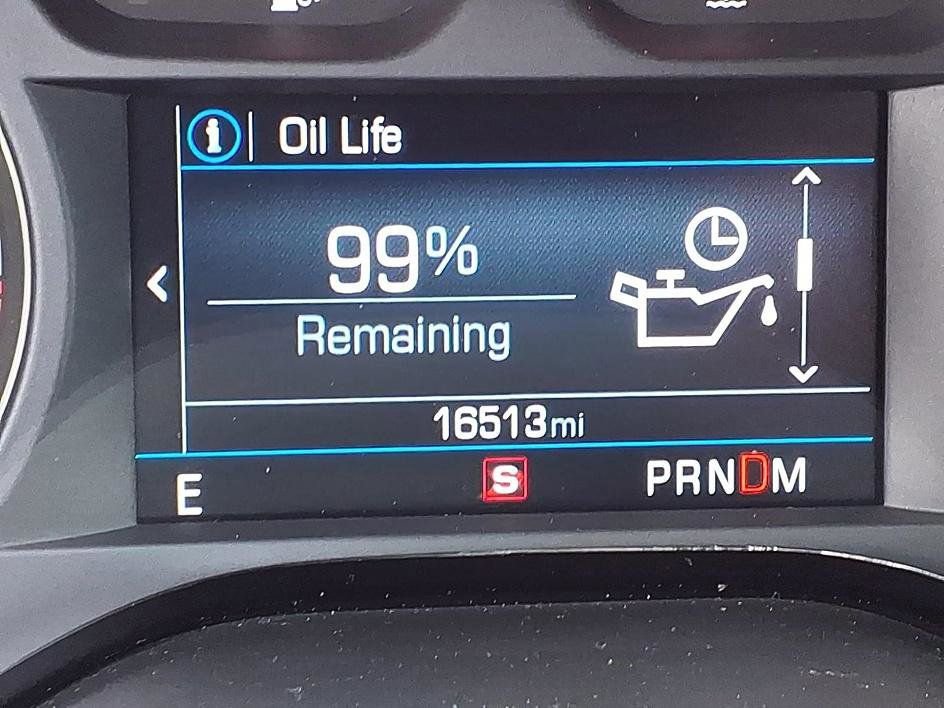 i | Oil Life
99%
Remaining
16513mi
E S PRNDM